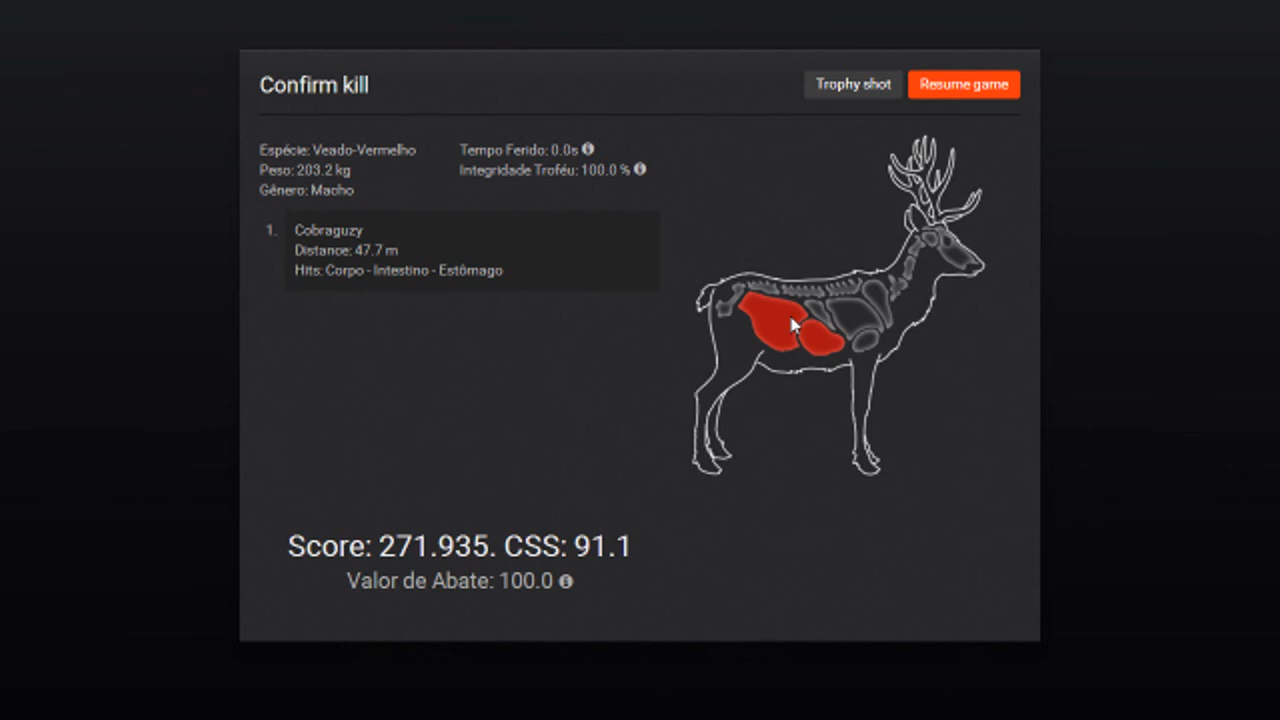 Confirm kill
Trophy shot
Resume game
Espécie: Veado-Vermelho
Peso: 203.2 kg
Gênero: Macho
Tempo Ferido: 0.0s
Integridade Troféu: 100.0 %
1. Cobraguzy
Distance: 47.7 m
Hits: Corpo - Intestino - Estômago
Score: 271.935. CSS: 91.1
Valor de Abate: 100.0